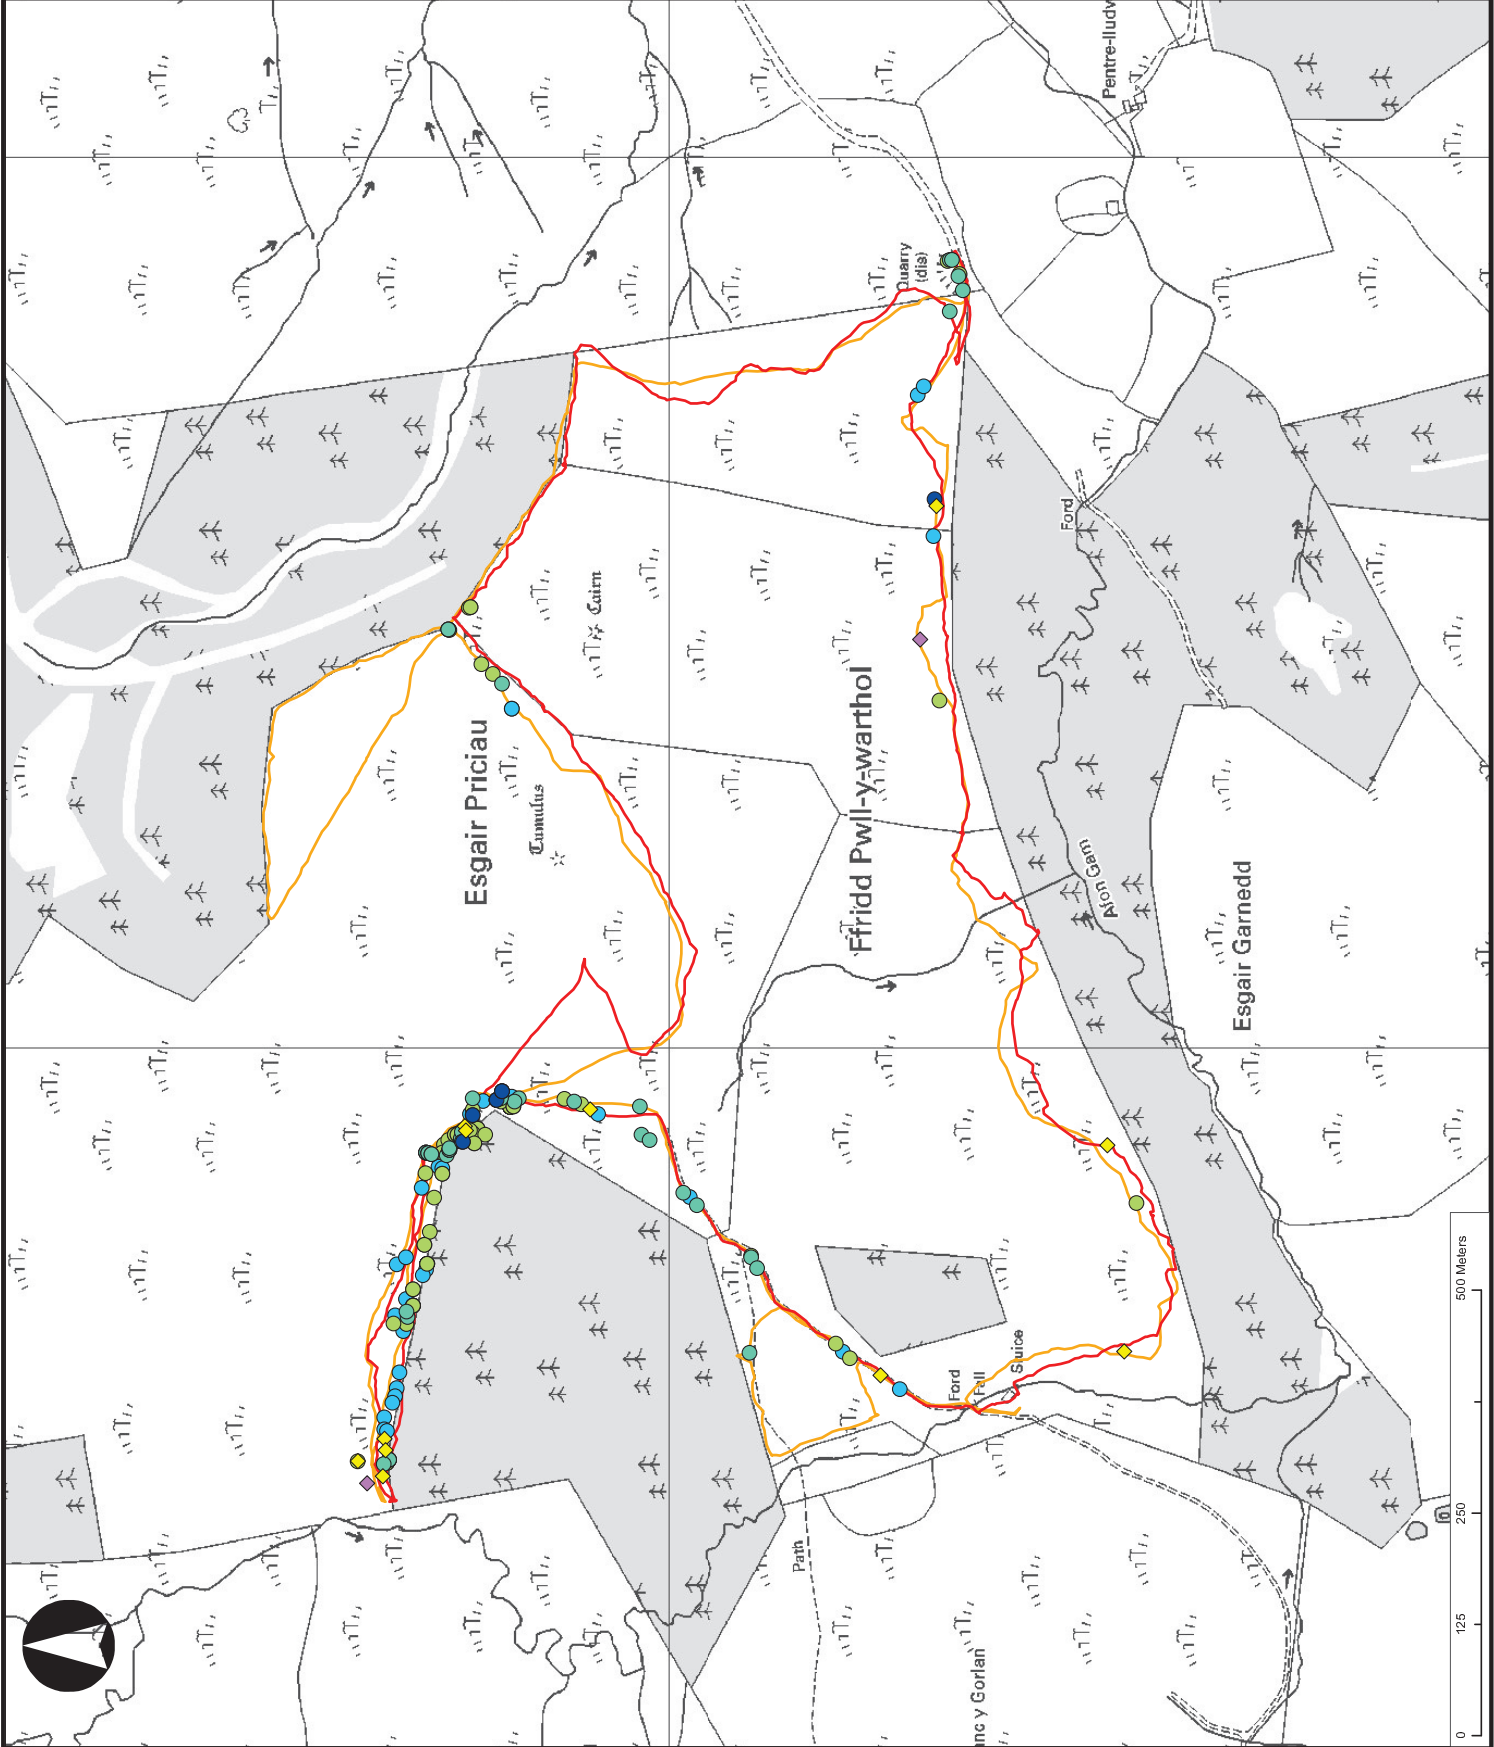 Pentre-lludw
Quarry
(dis)
Ford
Cairn
Esgair Priciau
Tumulus
Ffridd Pwll-y-warthol
Afon Gam
Esgair Garnedd
Sluice
Ford
Fall
Path
nc y Gorlan
0 125 250 500 Meters